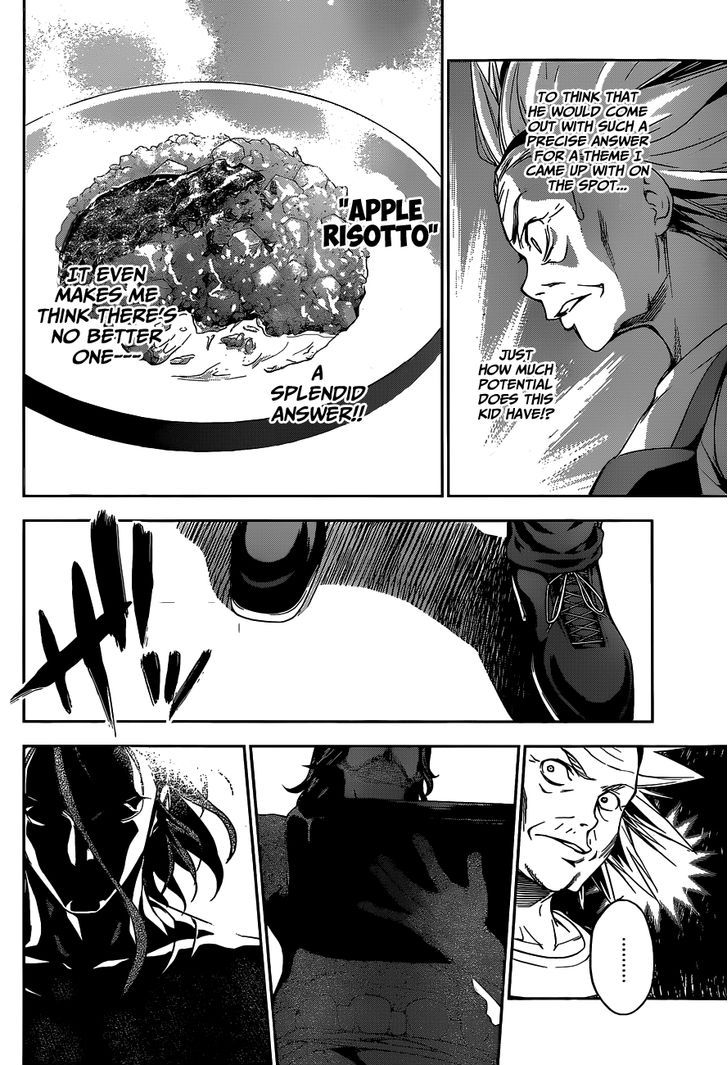 TO THINK THAT
HE WOULD COME
OUT WITH SUCH A
PRECISE ANSWER
FOR A THEME I
CAME UP WITH ON
THE SPOT...
JUST
HOW MUCH
POTENTIAL
DOES THIS
KID HAVE!?
"APPLE
RISOTTO"
IT EVEN
MAKES ME
THINK THERE'S
NO BETTER
ONE---
A
SPLENDID
ANSWER!!
.........